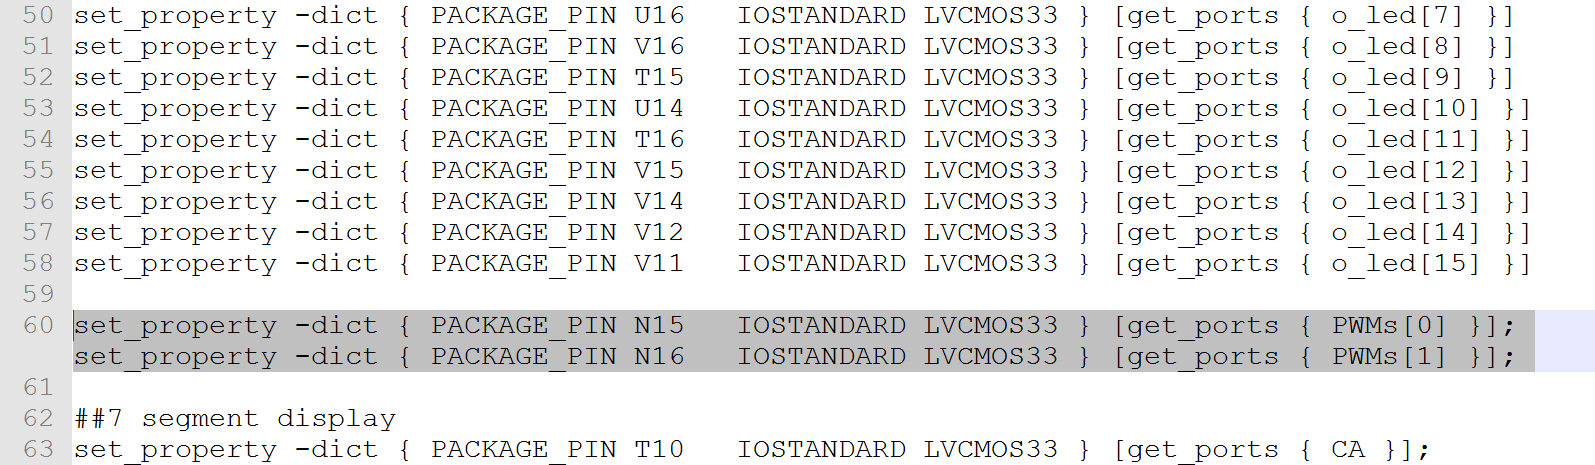 50 set_property -dict { PACKAGE_PIN U16   IOSTANDARD LVCMOS33 } [get_ports { o_led[7] }]
51 set_property -dict { PACKAGE_PIN V16   IOSTANDARD LVCMOS33 } [get_ports { o_led[8] }]
52 set_property -dict { PACKAGE_PIN T15   IOSTANDARD LVCMOS33 } [get_ports { o_led[9] }]
53 set_property -dict { PACKAGE_PIN U14   IOSTANDARD LVCMOS33 } [get_ports { o_led[10] }]
54 set_property -dict { PACKAGE_PIN T16   IOSTANDARD LVCMOS33 } [get_ports { o_led[11] }]
55 set_property -dict { PACKAGE_PIN V15   IOSTANDARD LVCMOS33 } [get_ports { o_led[12] }]
56 set_property -dict { PACKAGE_PIN V14   IOSTANDARD LVCMOS33 } [get_ports { o_led[13] }]
57 set_property -dict { PACKAGE_PIN V12   IOSTANDARD LVCMOS33 } [get_ports { o_led[14] }]
58 set_property -dict { PACKAGE_PIN V11   IOSTANDARD LVCMOS33 } [get_ports { o_led[15] }]
59
60 set_property -dict { PACKAGE_PIN N15   IOSTANDARD LVCMOS33 } [get_ports { PWMs[0] }];
set_property -dict { PACKAGE_PIN N16   IOSTANDARD LVCMOS33 } [get_ports { PWMs[1] }];
61
62 ##7 segment display
63 set_property -dict { PACKAGE_PIN T10   IOSTANDARD LVCMOS33 } [get_ports { CA }];